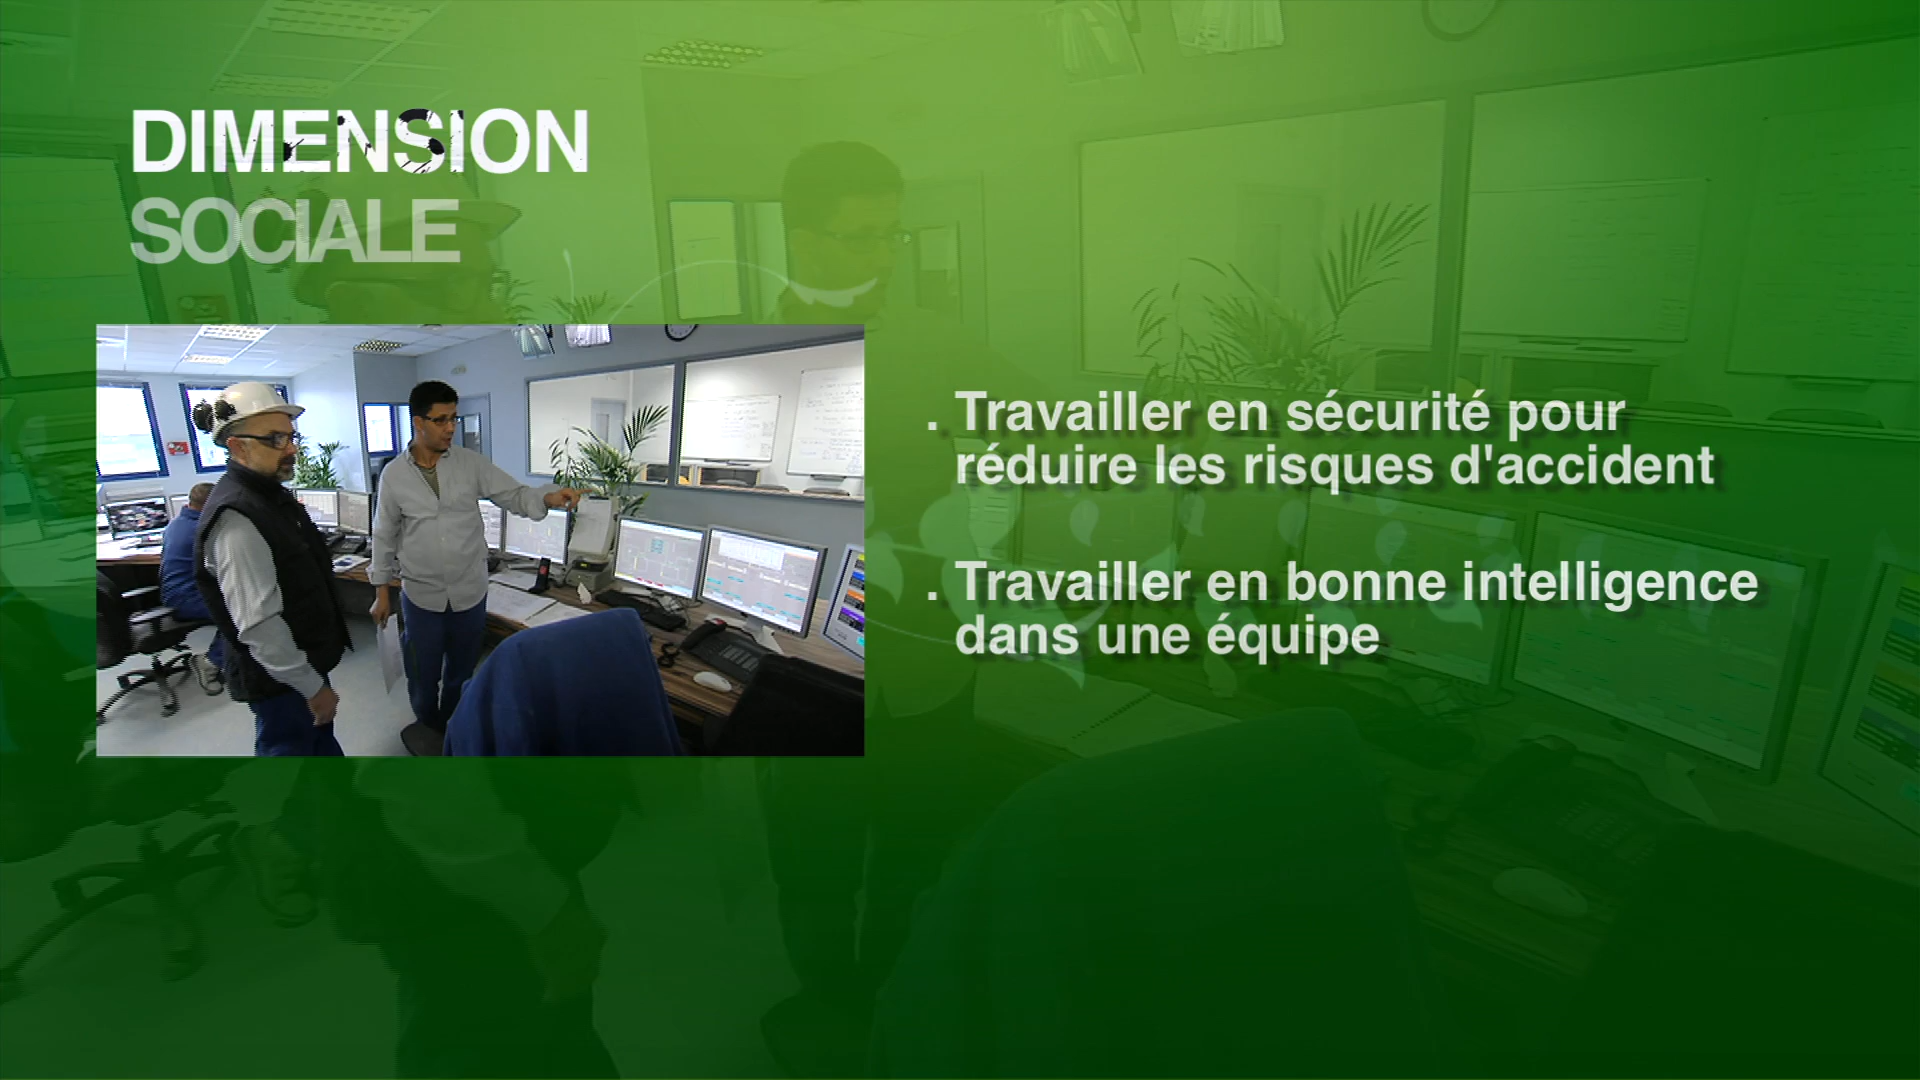 DIMENSION
SOCIALE
. Travailler en sécurité pour
réduire les risques d'accident
. Travailler en bonne intelligence
dans une équipe